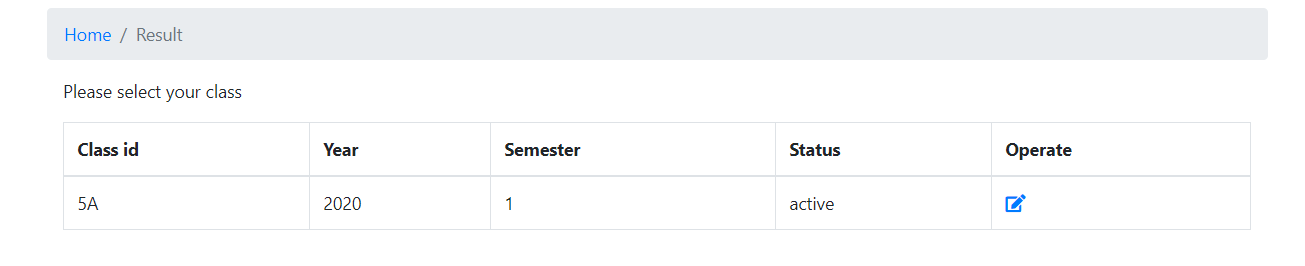 Home / Result
Please select your class
Class id Year Semester Status Operate
5A 2020 1 active